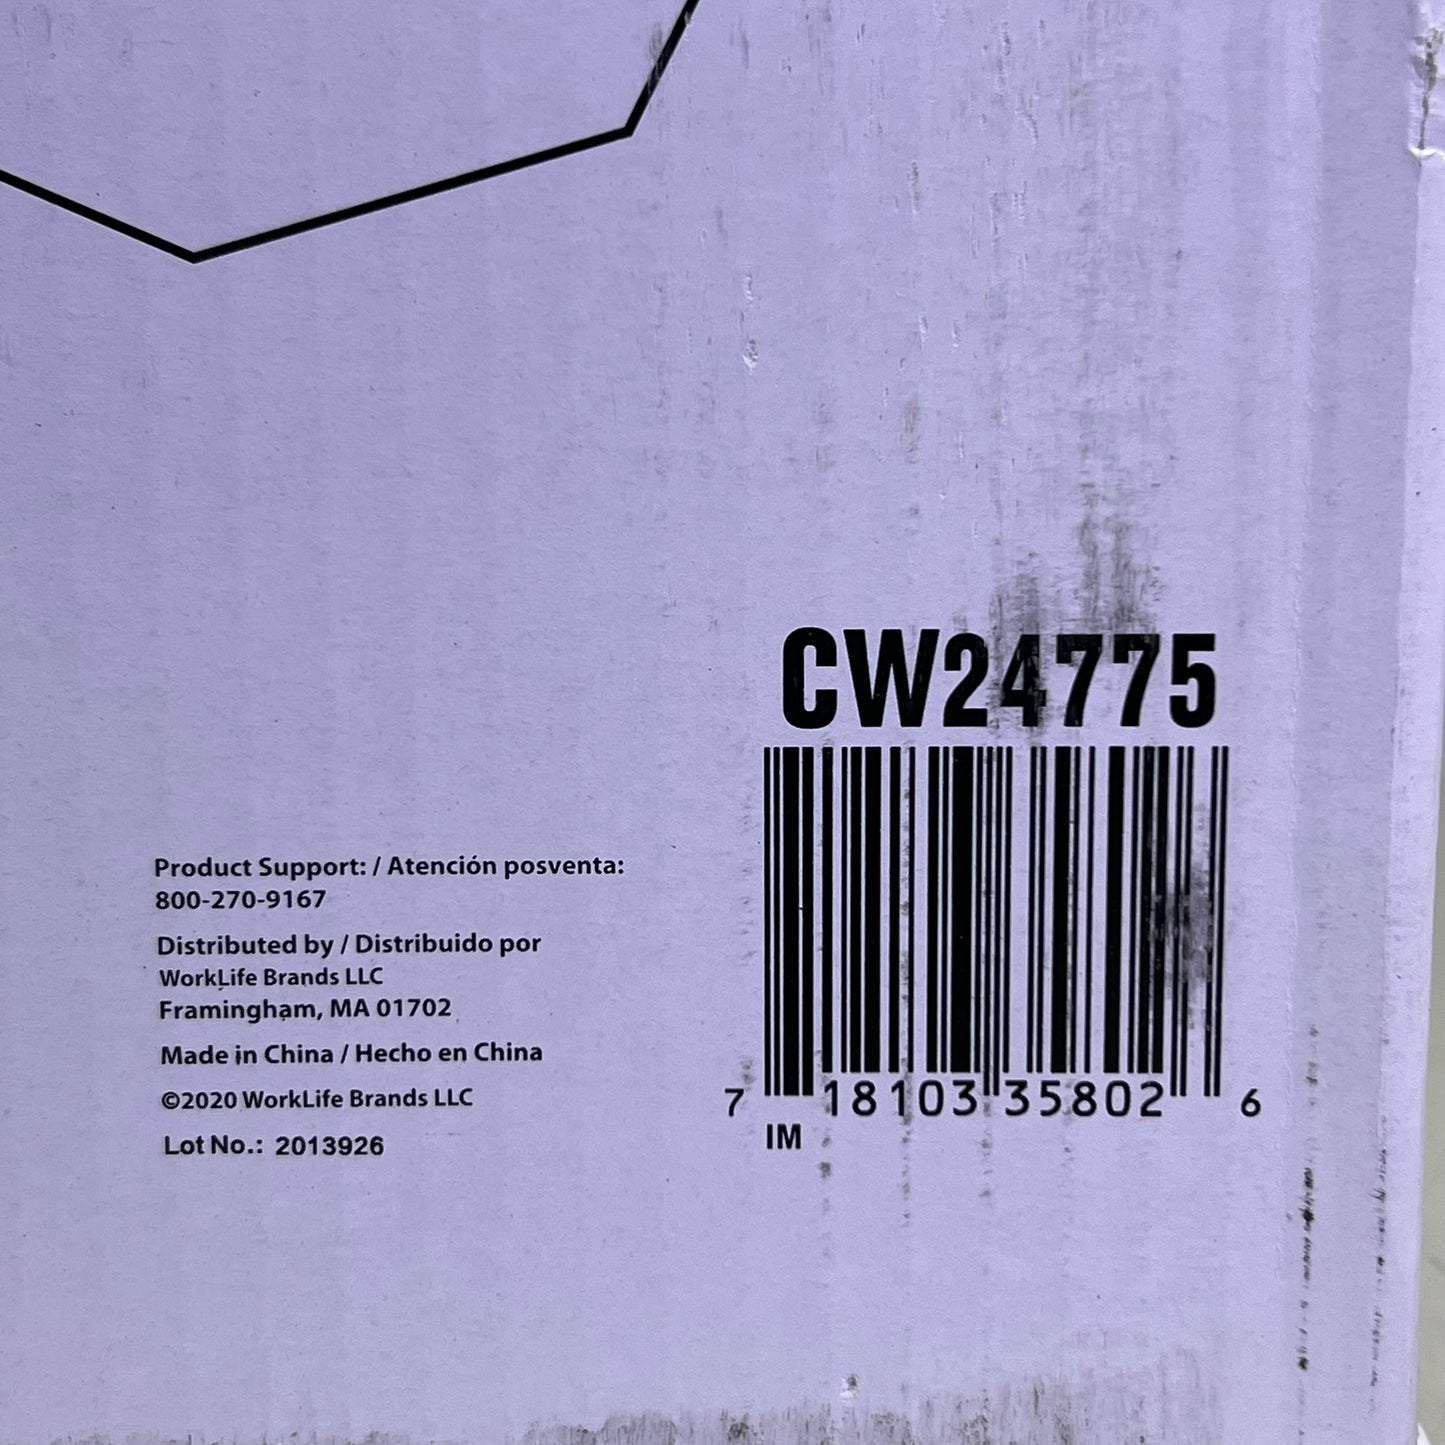 CW24775
Product Support: / Atención posventa:
800-270-9167
Distributed by / Distribuido por
WorkLife Brands LLC
Framingham, MA 01702
Made in China / Hecho en China
©2020 WorkLife Brands LLC
Lot No.: 2013926
7 18103 35802 6
IM